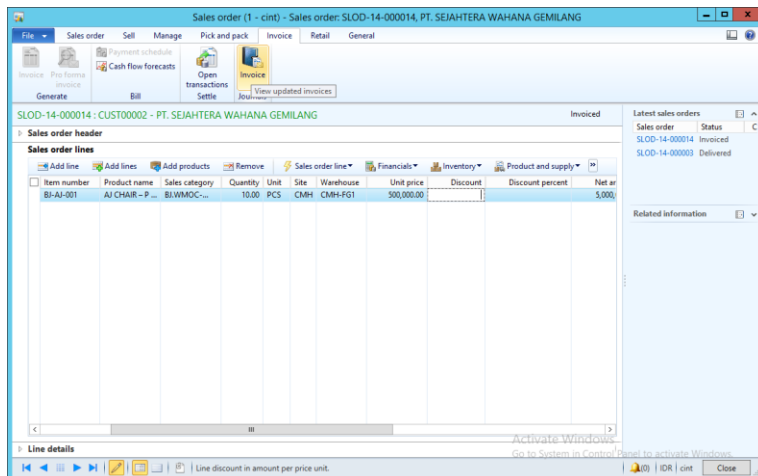 Sales order (1 - cint) - Sales order: SLOD-14-000014, PT. SEJAHTERA WAHANA GEMILANG
File Sales order Sell Manage Pick and pack Invoice Retail General
Invoice
Pro forma invoice
Generate
Payment schedule
Cash flow forecasts
Bill
Open transactions
Settle
Invoice
Journals
View updated invoices
SLOD-14-000014 : CUST00002 - PT. SEJAHTERA WAHANA GEMILANG Invoiced
Sales order header
Sales order lines
Add line Add lines Add products Remove Sales order line Financials Inventory Product and supply »
Item number Product name Sales category Quantity Unit Site Warehouse Unit price Discount Discount percent Net ar
BJ-AJ-001 AJ CHAIR – P ... BJ.WMOC-... 10.00 PCS CMH CMH-FG1 500,000.00 5,000,
Line details
Latest sales orders
Sales order Status C
SLOD-14-000014 Invoiced
SLOD-14-000003 Delivered
Related information
Activate Windows
Go to System in Control Panel to activate Windows.
Line discount in amount per price unit.
(0) IDR cint Close